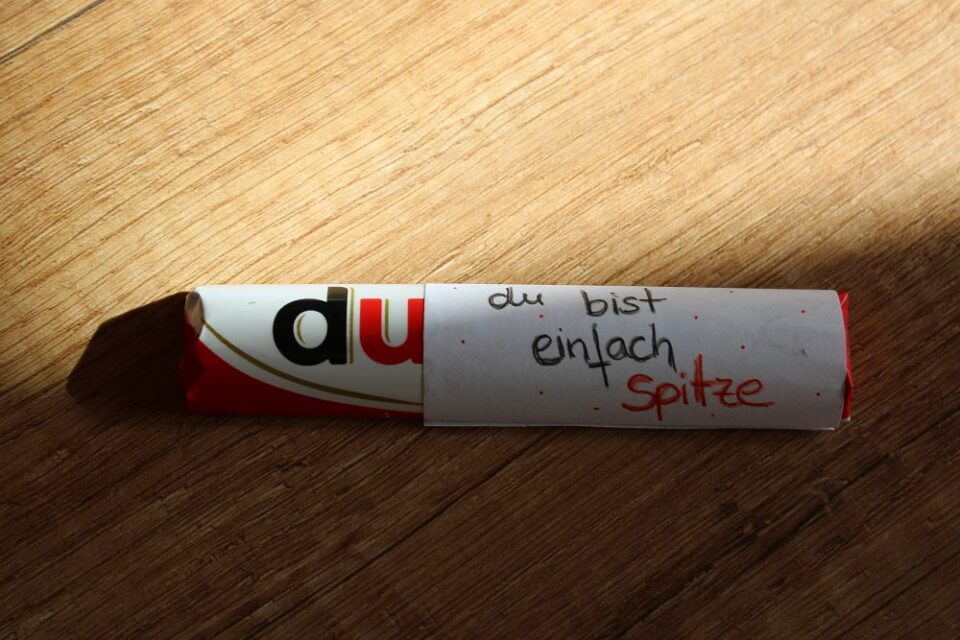 du
du bist
einfach
Spitze